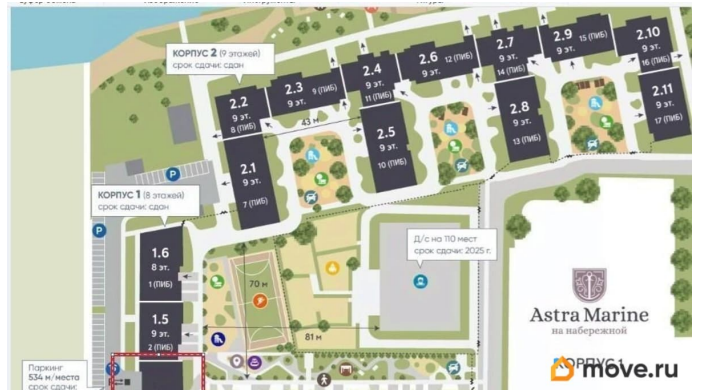 КОРПУС 2 (9 этажей)
срок сдачи: сдан
2.2
9 эт.
8 (ПИБ)
2.3
9 эт.
9 (ПИБ)
2.4
9 эт.
11 (ПИБ)
2.6
9 эт.
12 (ПИБ)
2.7
9 эт.
14 (ПИБ)
2.9
9 эт.
15 (ПИБ)
2.10
9 эт.
16 (ПИБ)
2.11
9 эт.
17 (ПИБ)
43 м
2.1
9 эт.
7 (ПИБ)
2.5
9 эт.
10 (ПИБ)
2.8
9 эт.
13 (ПИБ)
P
КОРПУС 1 (8 этажей)
срок сдачи: сдан
P
1.6
8 эт.
1 (ПИБ)
1.5
9 эт.
2 (ПИБ)
70 м
81 м
Д/с на 110 мест
срок сдачи: 2025 г.
Astra Marine
на набережной
КОРПУС 1
Паркинг
534 м/места
срок сдачи:
move.ru